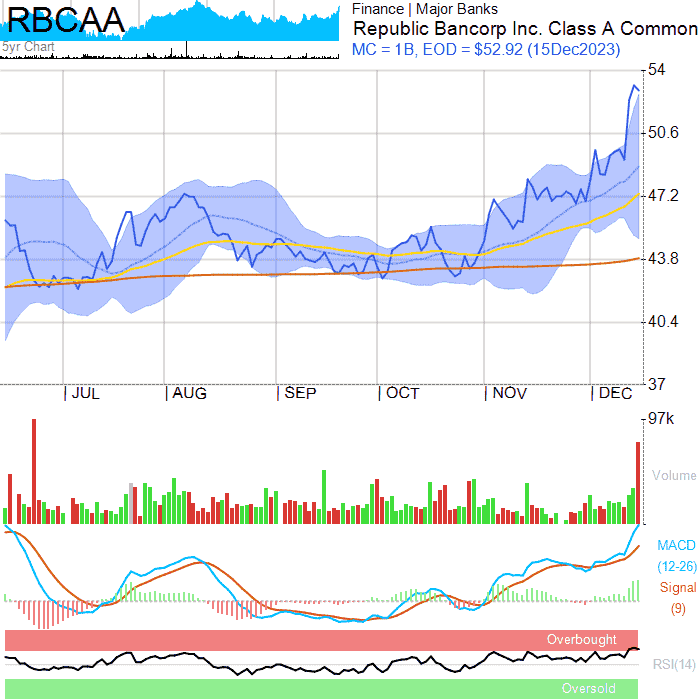 RBCAA
5yr Chart
Finance | Major Banks
Republic Bancorp Inc. Class A Common
MC = 1B, EOD = $52.92 (15Dec2023)
54
50.6
47.2
43.8
40.4
37
JUL
AUG
SEP
OCT
NOV
DEC
97k
Volume
MACD
(12-26)
Signal
(9)
Overbought
RSI(14)
Oversold